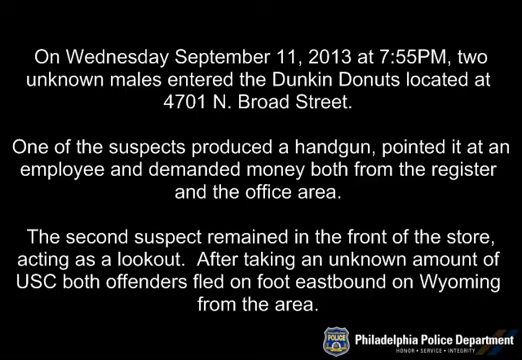 On Wednesday September 11, 2013 at 7:55PM, two
unknown males entered the Dunkin Donuts located at
4701 N. Broad Street.
One of the suspects produced a handgun, pointed it at an
employee and demanded money both from the register
and the office area.
The second suspect remained in the front of the store,
acting as a lookout. After taking an unknown amount of
USC both offenders fled on foot eastbound on Wyoming
from the area.
POLICE
Philadelphia Police Department
HONOR • SERVICE • INTEGRITY